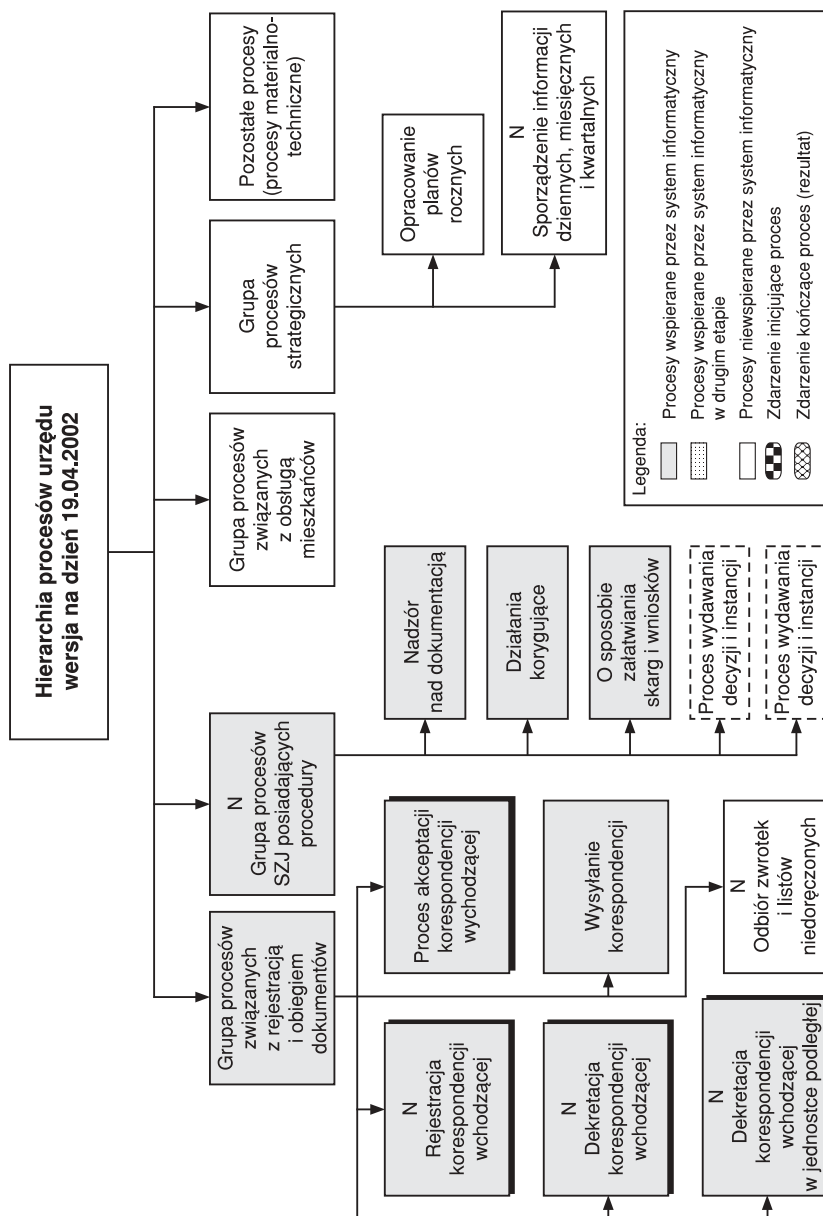 Hierarchia procesów urzędu
wersja na dzień 19.04.2002
Grupa procesów
związanych
z rejestracją
i obiegiem
dokumentów
N
Grupa procesów
SZJ posiadających
procedury
Grupa procesów
związanych
z obsługą
mieszkańców
Grupa
procesów
strategicznych
Pozostałe procesy
(procesy materialno-
techniczne)
N
Rejestracja
korespondencji
wchodzącej
Proces akceptacji
korespondencji
wychodzącej
N
Dekretacja
korespondencji
wchodzącej
Wysyłanie
korespondencji
N
Dekretacja
korespondencji
wchodzącej
w jednostce podległej
N
Odbiór zwrotek
i listów
niedoręczonych
Nadzór
nad dokumentacją
Działania
korygujące
O sposobie
załatwiania
skarg i wniosków
Proces wydawania
decyzji i instancji
Proces wydawania
decyzji i instancji
Opracowanie
planów
rocznych
N
Sporządzenie informacji
dziennych, miesięcznych
i kwartalnych
Legenda:
Procesy wspierane przez system informatyczny
Procesy wspierane przez system informatyczny
w drugim etapie
Procesy niewspierane przez system informatyczny
Zdarzenie inicjujące proces
Zdarzenie kończące proces (rezultat)